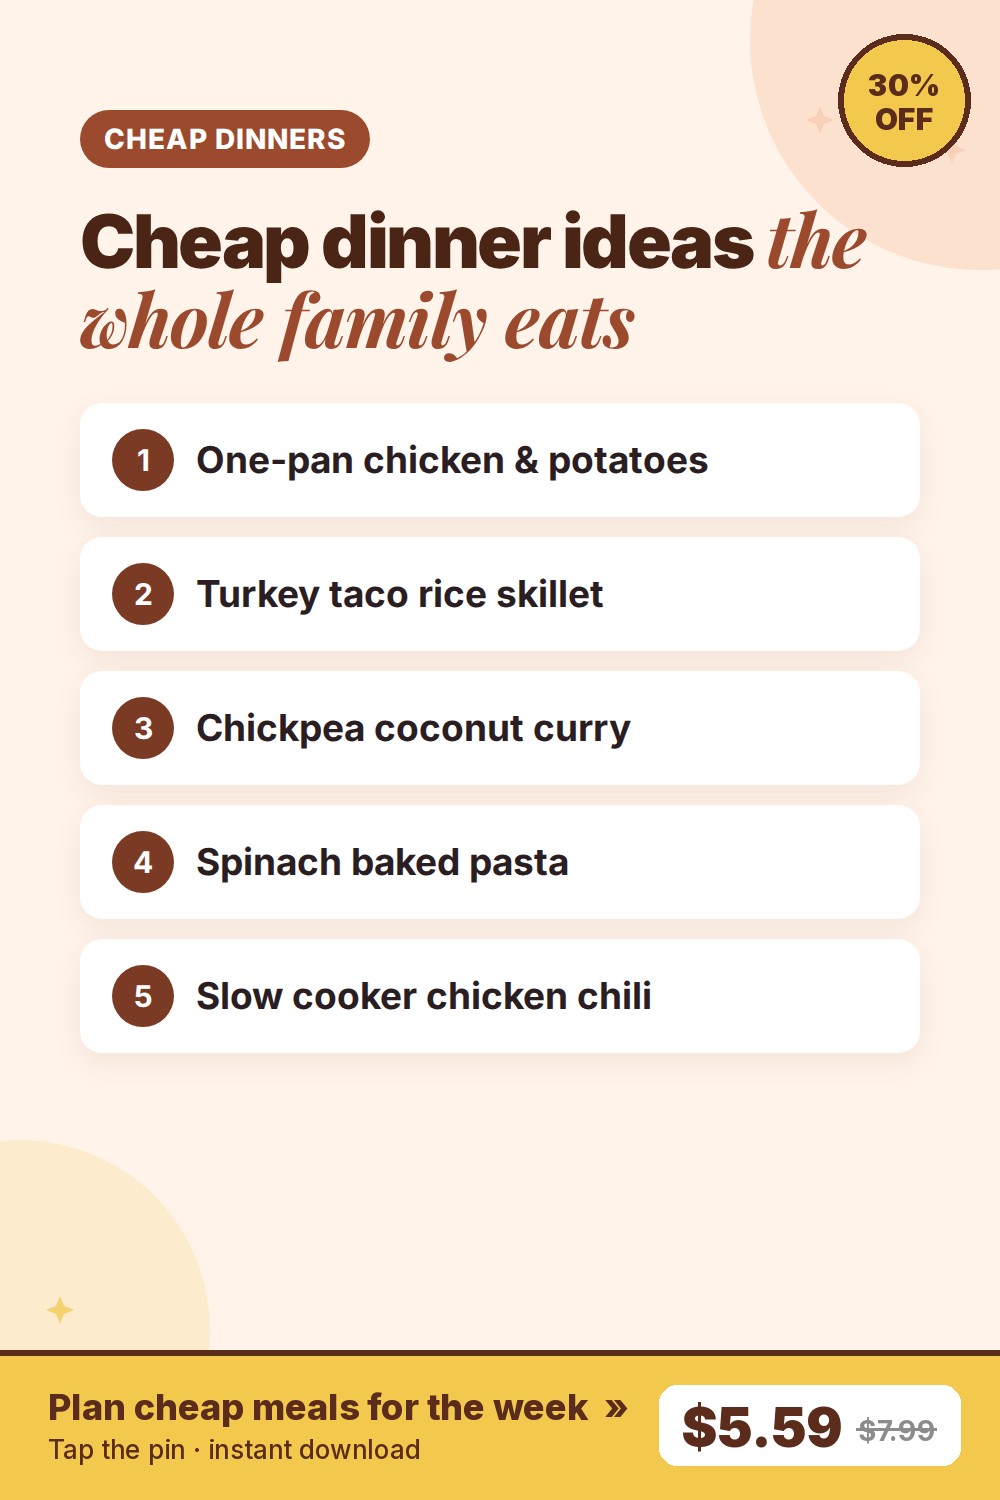 30%
OFF
CHEAP DINNERS
Cheap dinner ideas the
whole family eats
1 One-pan chicken & potatoes
2 Turkey taco rice skillet
3 Chickpea coconut curry
4 Spinach baked pasta
5 Slow cooker chicken chili
Plan cheap meals for the week »
Tap the pin · instant download
$5.59 $7.99